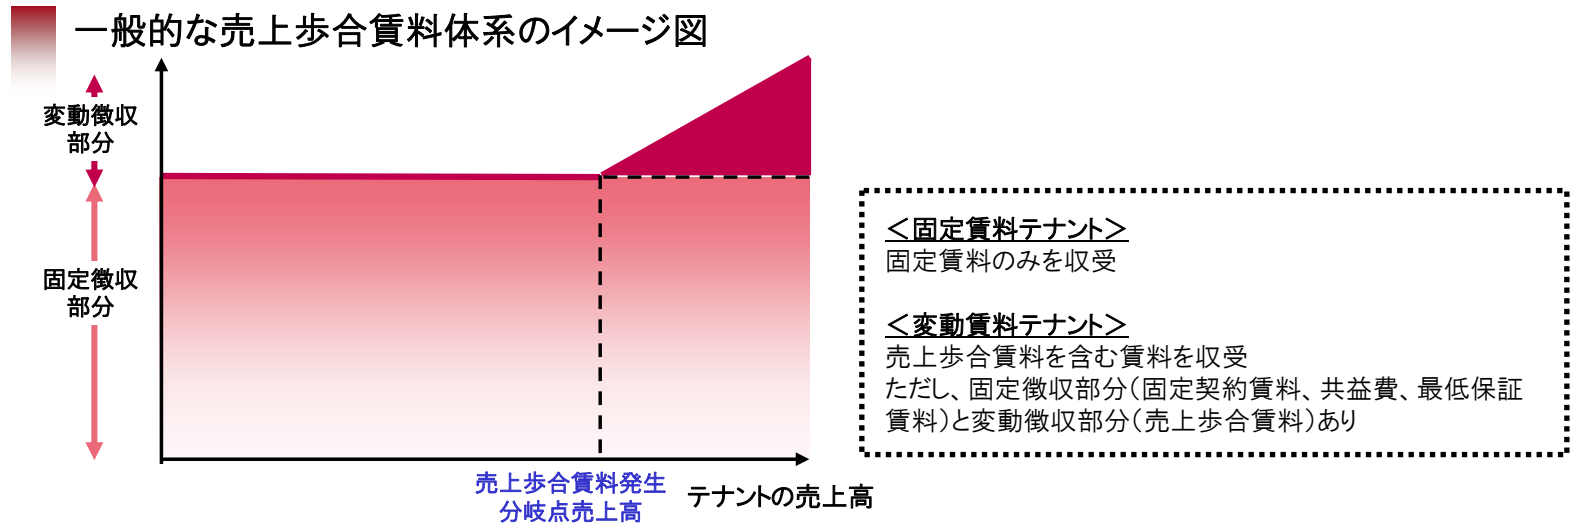 一般的な売上歩合賃料体系のイメージ図
変動徴収
部分
固定徴収
部分
売上歩合賃料発生
分岐点売上高
テナントの売上高
＜固定賃料テナント＞
固定賃料のみを収受
＜変動賃料テナント＞
売上歩合賃料を含む賃料を収受
ただし、固定徴収部分（固定契約賃料、共益費、最低保証
賃料）と変動徴収部分（売上歩合賃料）あり